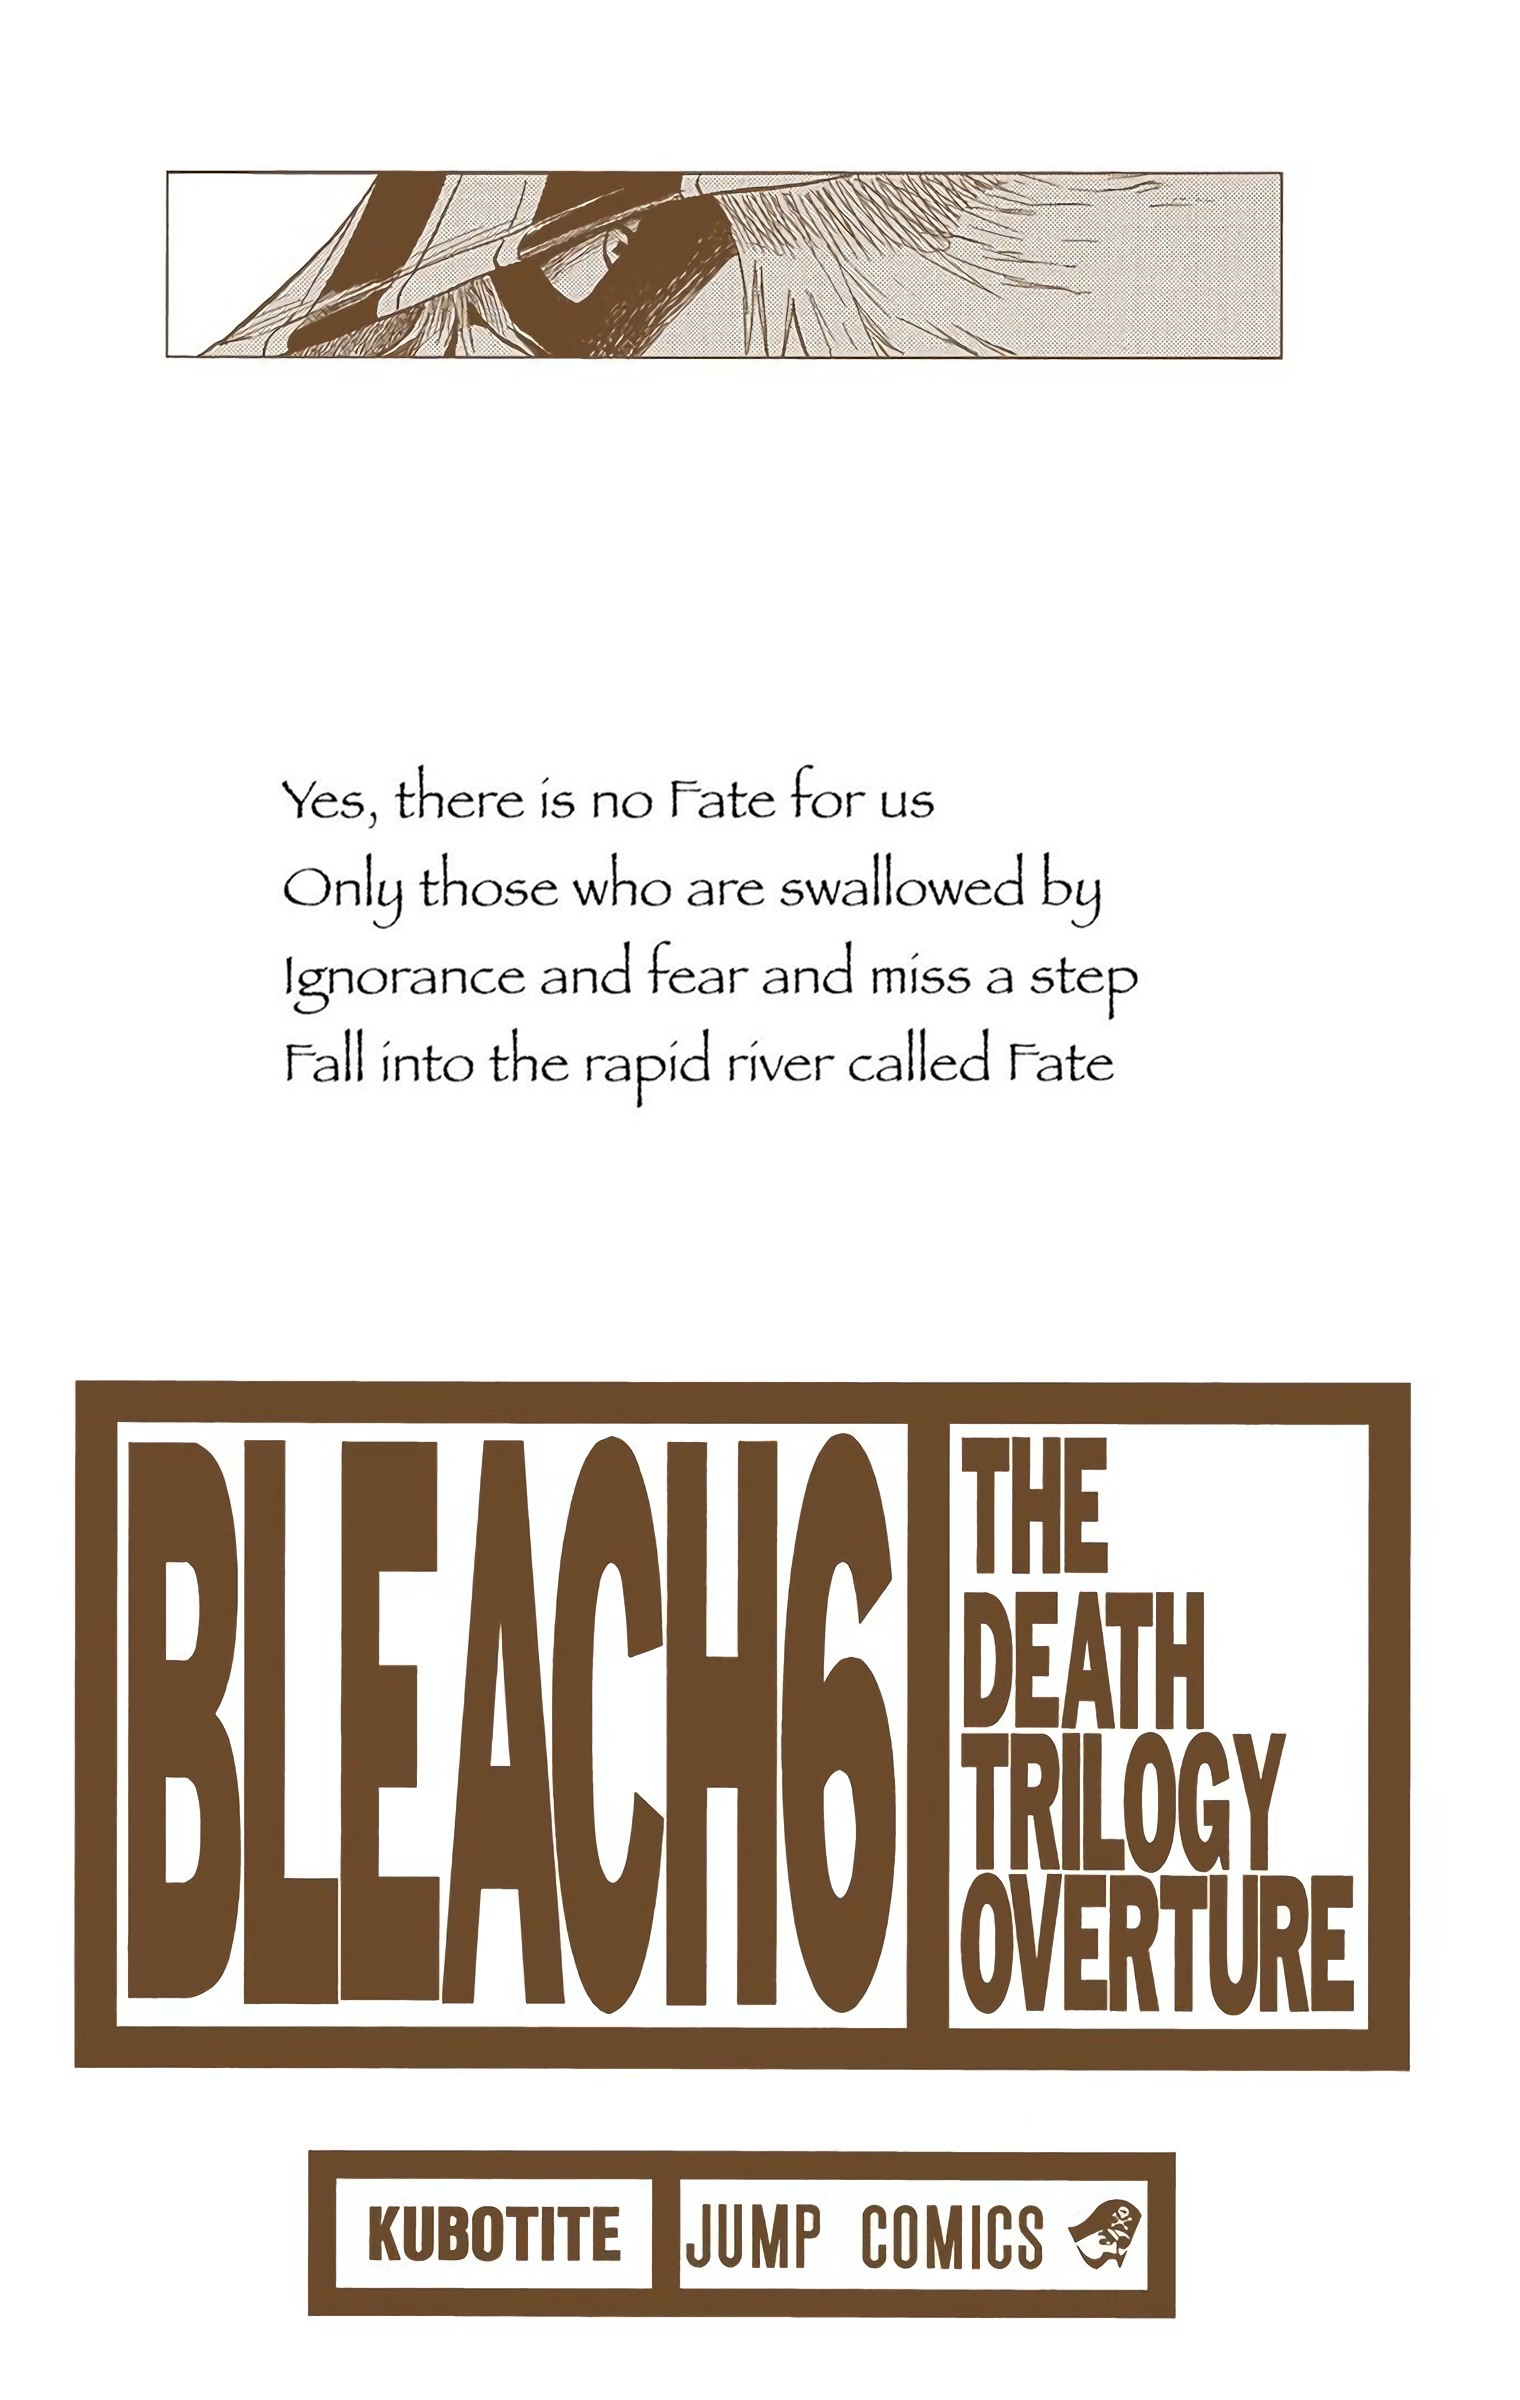 Yes, there is no Fate for us
Only those who are swallowed by
Ignorance and fear and miss a step
Fall into the rapid river called Fate
BLEACH6
THE
DEATH
TRILOGY
OVERTURE
KUBOTITE
JUMP COMICS